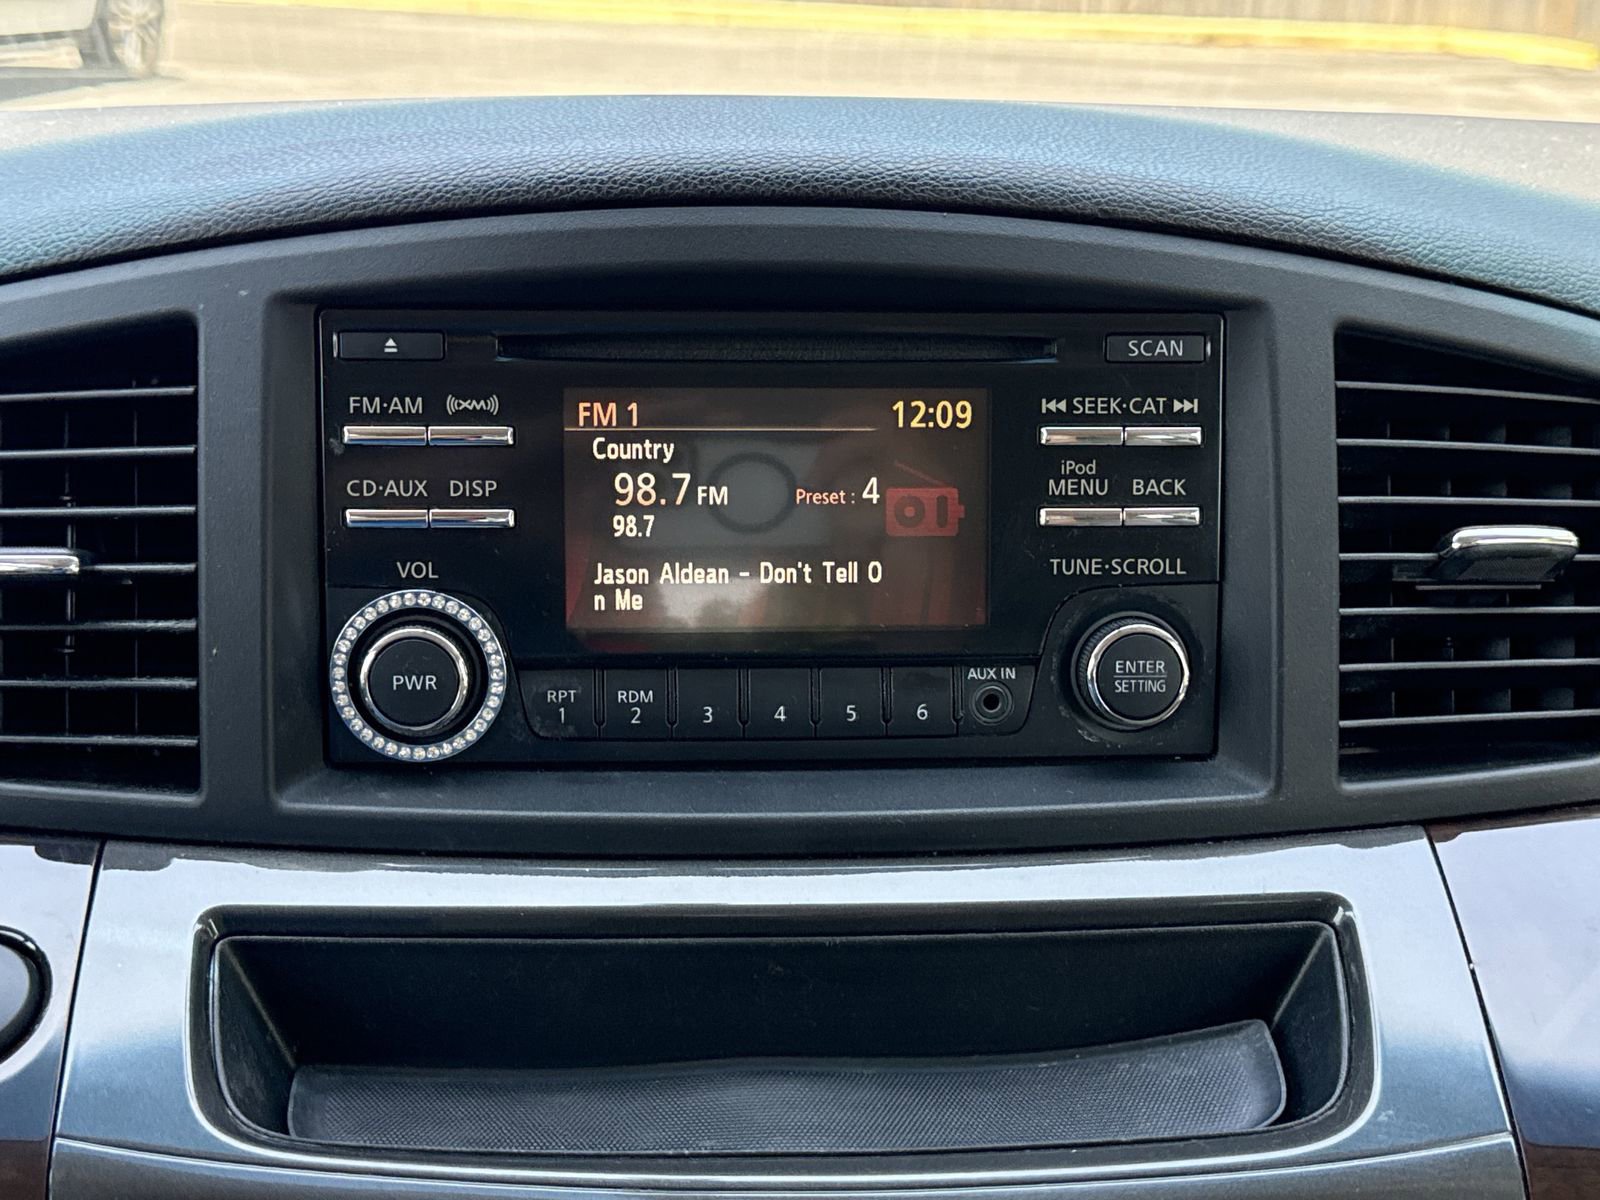 SCAN
FM·AM
((XM))
FM 1
12:09
SEEK·CAT
Country
98.7 FM
Preset : 4
98.7
iPod
MENU
BACK
CD·AUX
DISP
Jason Aldean - Don't Tell O
n Me
VOL
TUNE·SCROLL
PWR
RPT
1
RDM
2
3
4
5
6
AUX IN
ENTER
SETTING